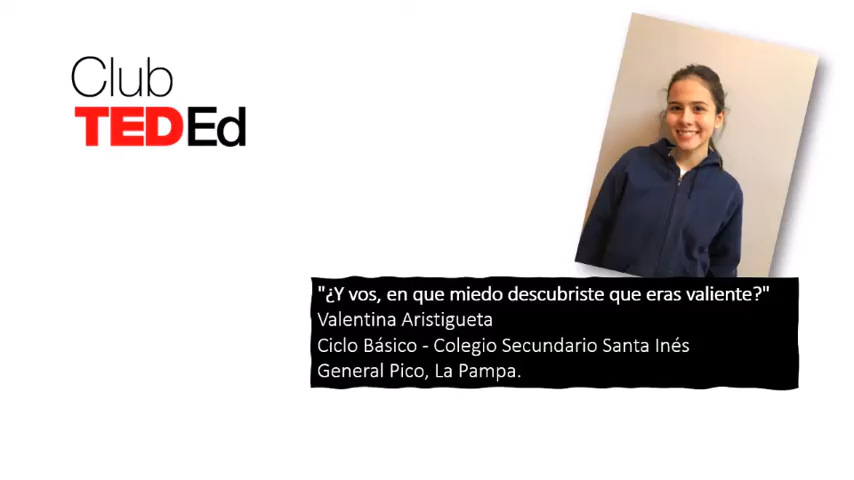 Club
TEDEd
"¿Y vos, en que miedo descubriste que eras valiente?"
Valentina Aristigueta
Ciclo Básico - Colegio Secundario Santa Inés
General Pico, La Pampa.